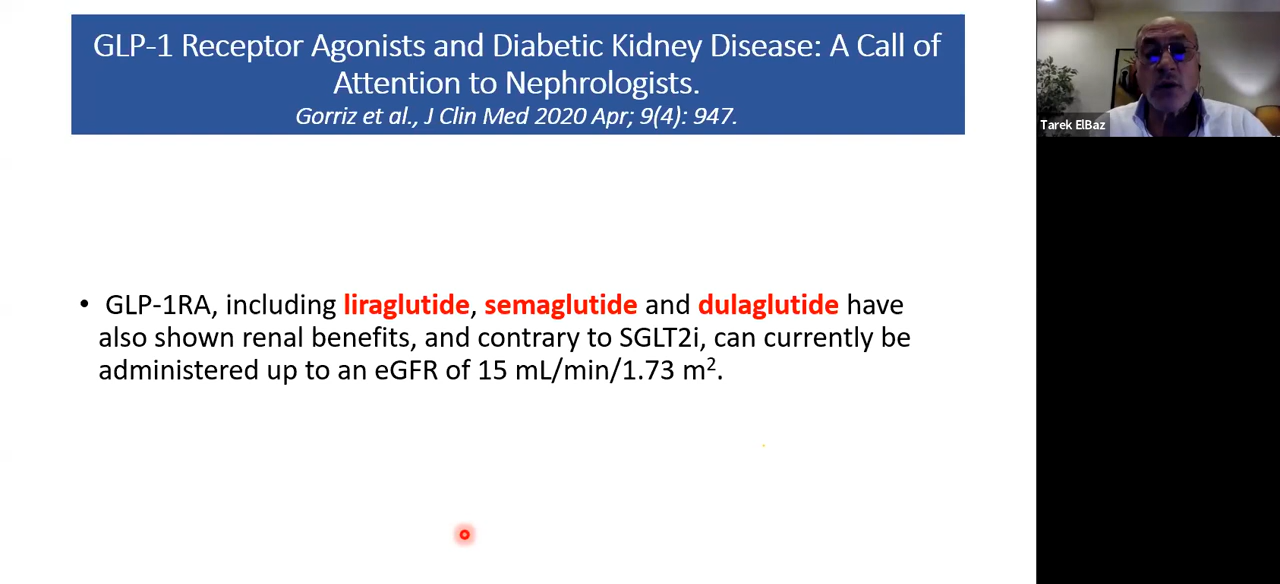 GLP-1 Receptor Agonists and Diabetic Kidney Disease: A Call of
Attention to Nephrologists.
Gorriz et al., J Clin Med 2020 Apr; 9(4): 947.
Tarek ElBaz
• GLP-1RA, including liraglutide, semaglutide and dulaglutide have
also shown renal benefits, and contrary to SGLT2i, can currently be
administered up to an eGFR of 15 mL/min/1.73 m².